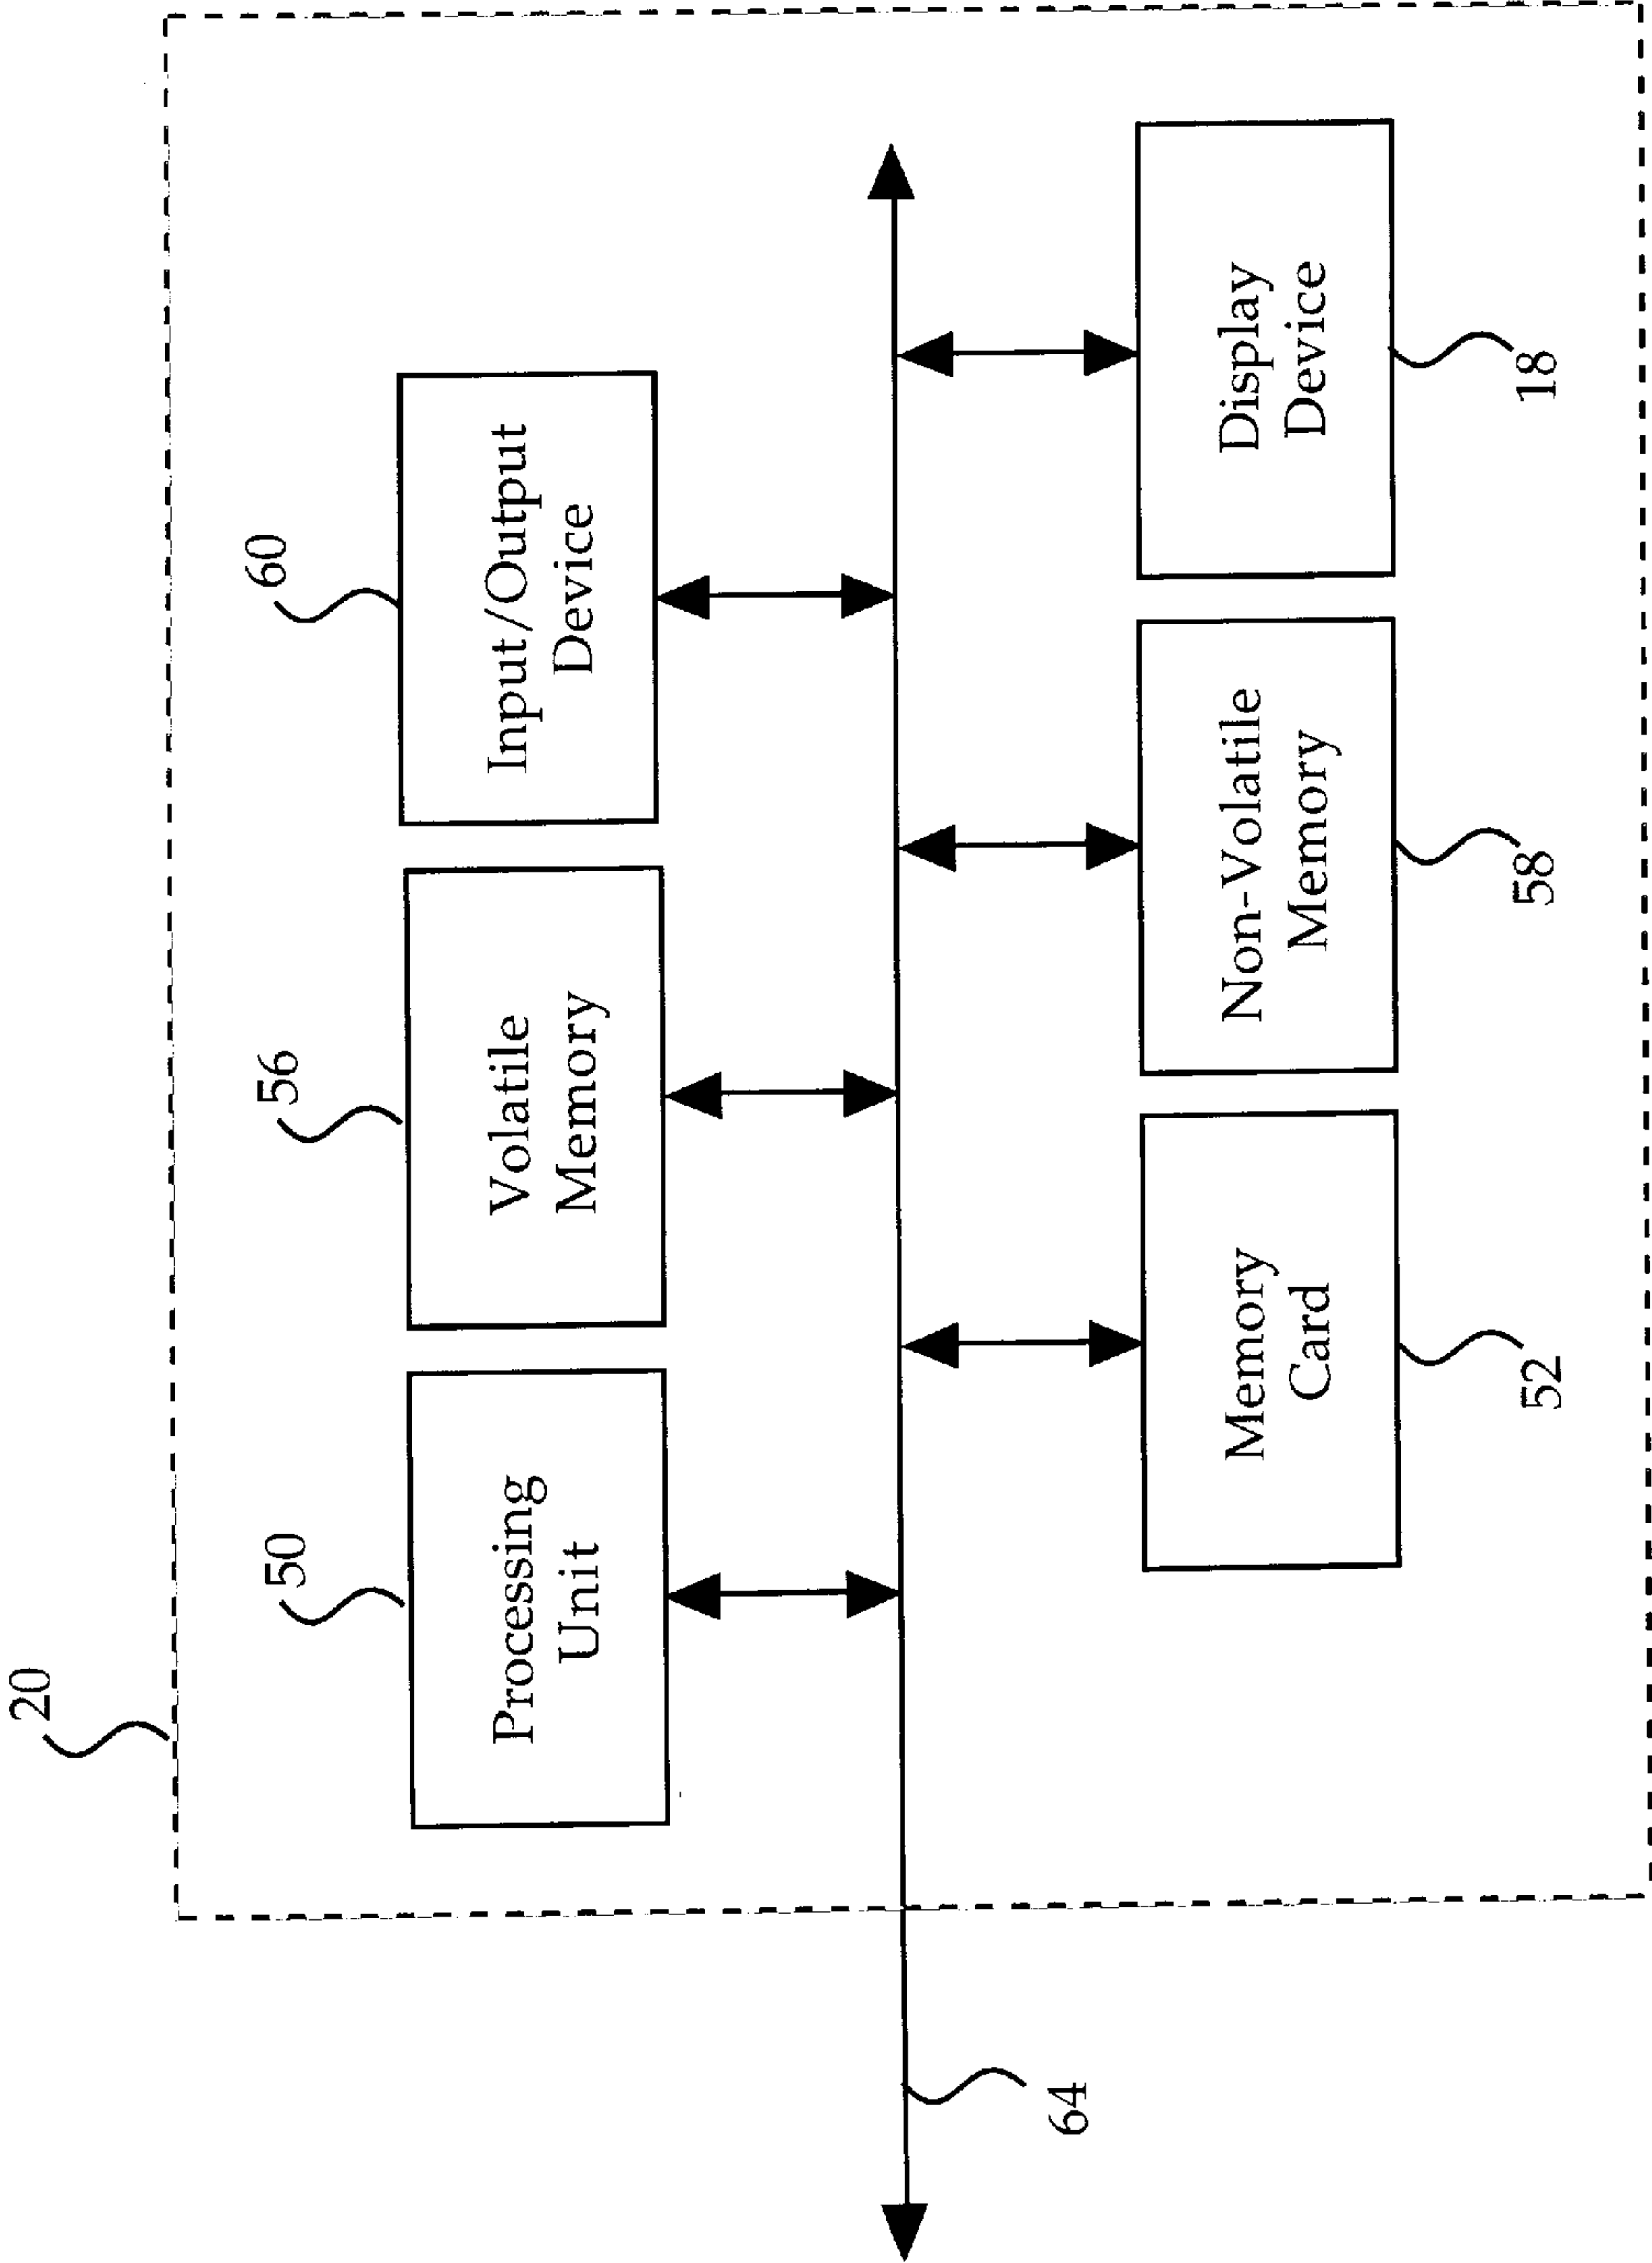 20
50
56
60
Processing
Unit
Volatile
Memory
Input/Output
Device
64
Memory
Card
Non-Volatile
Memory
Display
Device
52
58
18